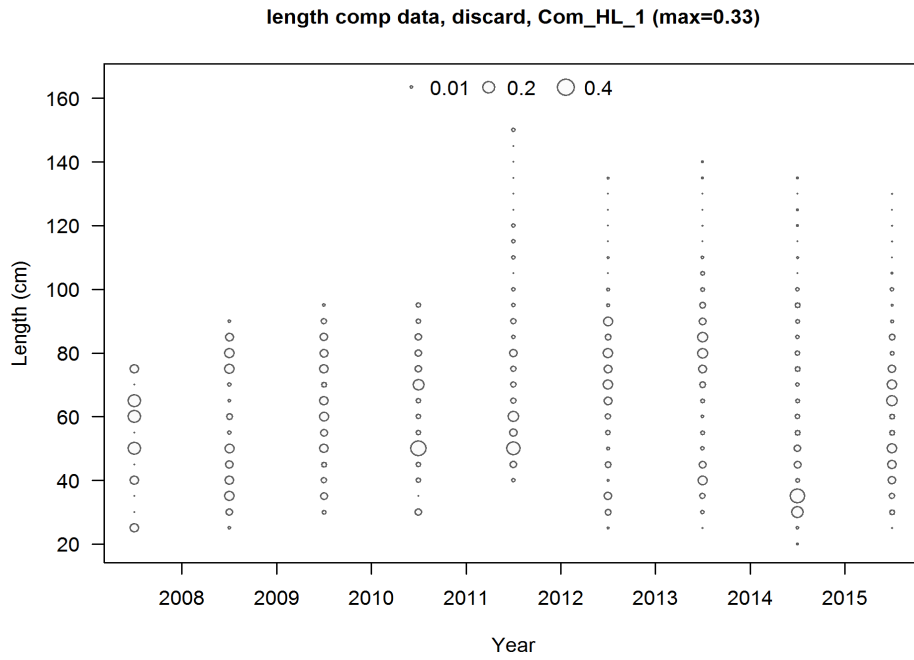 length comp data, discard, Com_HL_1 (max=0.33)
0.01 0.2 0.4
160
140
120
100
80
60
40
20
Length (cm)
2008 2009 2010 2011 2012 2013 2014 2015
Year